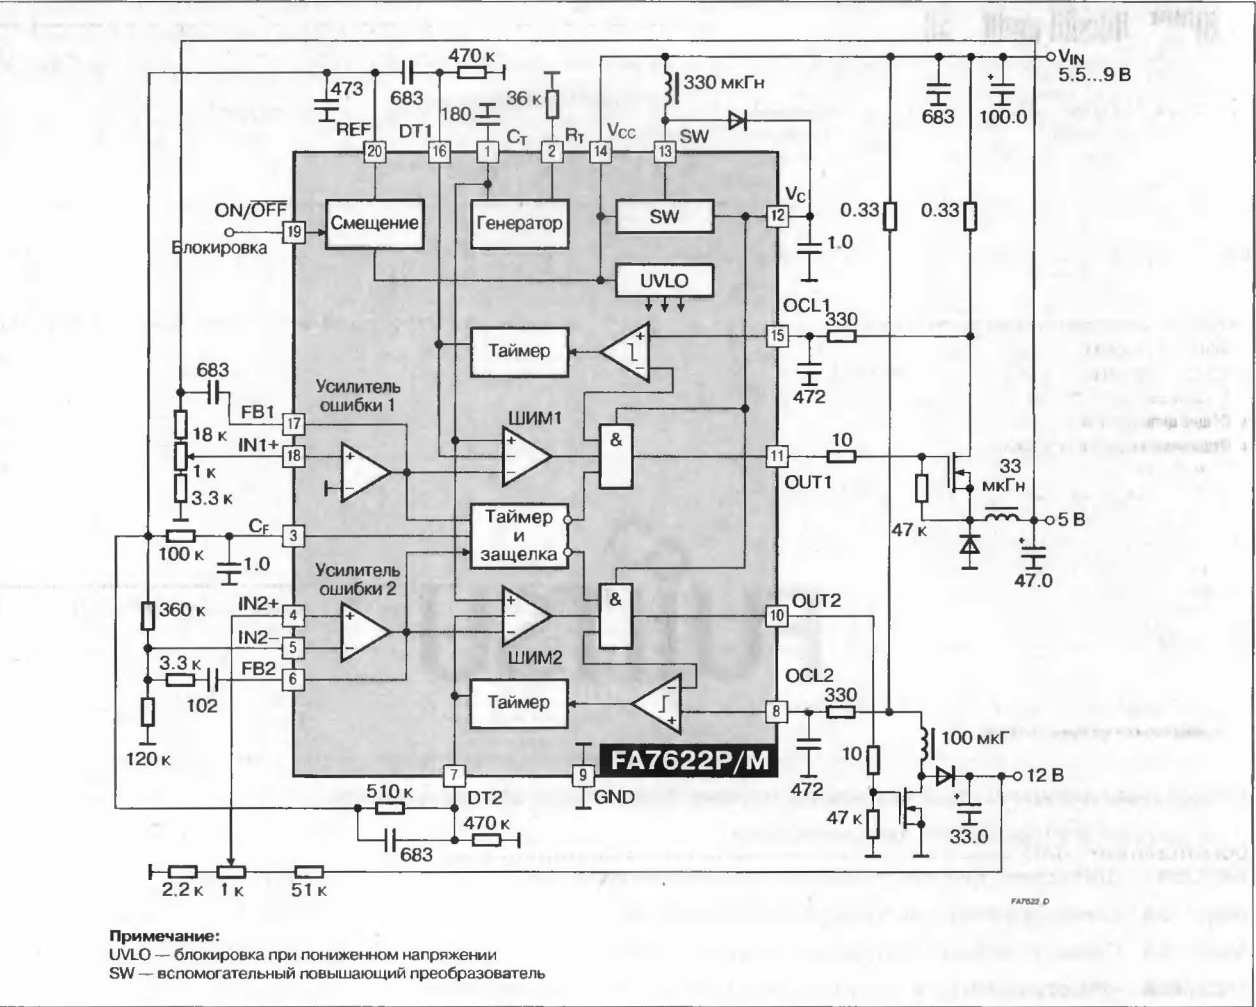 470 к
473
683
REF
DT1
180
36 к
CT
RT
VCC
330 мкГн
SW
VIN
5.5...9 В
683
+
100.0
20
16
1
2
14
13
ON/OFF
19
Блокировка
Смещение
Генератор
SW
VC
12
1.0
0.33
0.33
UVLO
OCL1
15
330
472
Таймер
+
−
683
Усилитель
ошибки 1
FB1
17
18 к
IN1+
18
1 к
3.3 к
+
−
ШИМ1
+
−
&
11
OUT1
10
33
мкГн
5 В
47 к
+
47.0
CF
3
100 к
1.0
Таймер
и
защелка
Усилитель
ошибки 2
360 к
IN2+
4
IN2−
5
FB2
6
3.3 к
102
120 к
+
−
+
−
ШИМ2
&
10
OUT2
OCL2
8
330
Таймер
−
+
472
100 мкГ
10
12 В
47 к
+
33.0
FA7622P/M
7
DT2
9
GND
510 к
470 к
683
2.2 к
1 к
51 к
FA7622_D
Примечание:
UVLO — блокировка при пониженном напряжении
SW — вспомогательный повышающий преобразователь